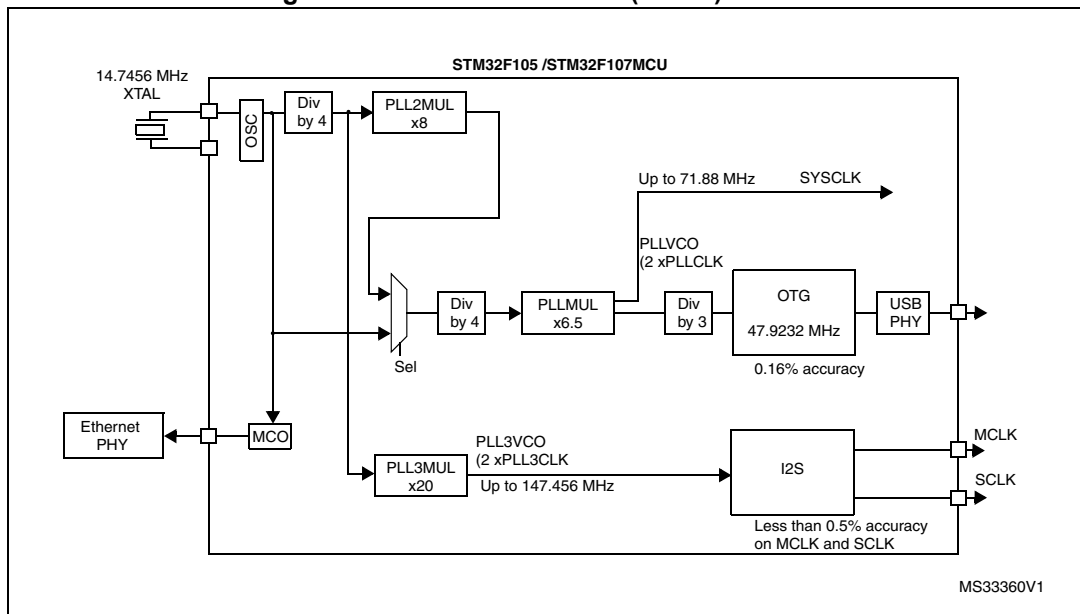 STM32F105 /STM32F107MCU
14.7456 MHz
XTAL
OSC
Div
by 4
PLL2MUL
x8
Up to 71.88 MHz
SYSCLK
PLLVCO
(2 xPLLCLK
Div
by 4
PLLMUL
x6.5
Div
by 3
OTG
47.9232 MHz
USB
PHY
0.16% accuracy
Sel
Ethernet
PHY
MCO
PLL3MUL
x20
PLL3VCO
(2 xPLL3CLK
Up to 147.456 MHz
I2S
MCLK
SCLK
Less than 0.5% accuracy
on MCLK and SCLK
MS33360V1